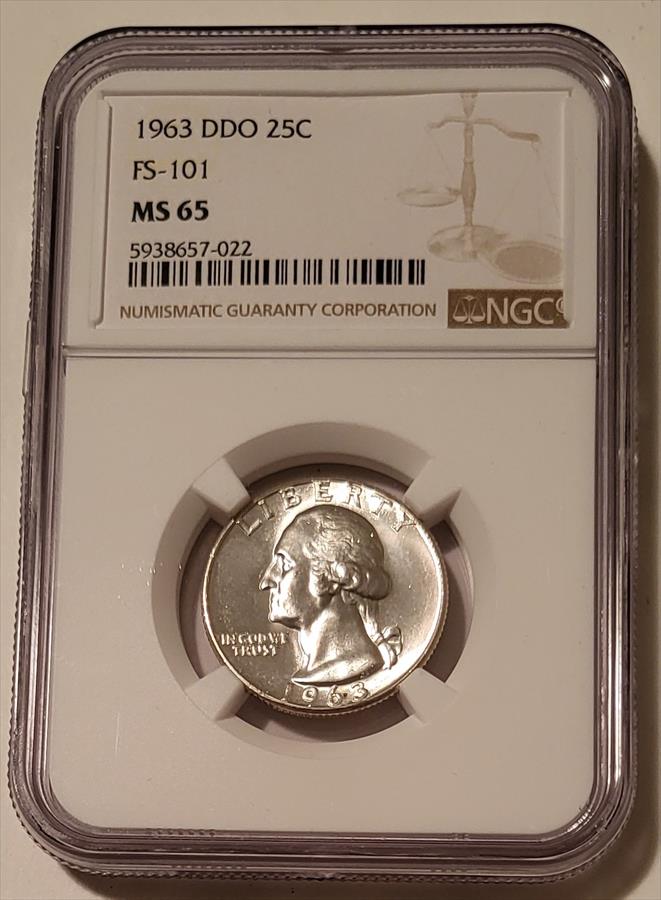 1963 DDO 25C
FS-101
MS 65
5938657-022
NUMISMATIC GUARANTY CORPORATION NGC
LIBERTY
IN GOD WE
TRUST
1963